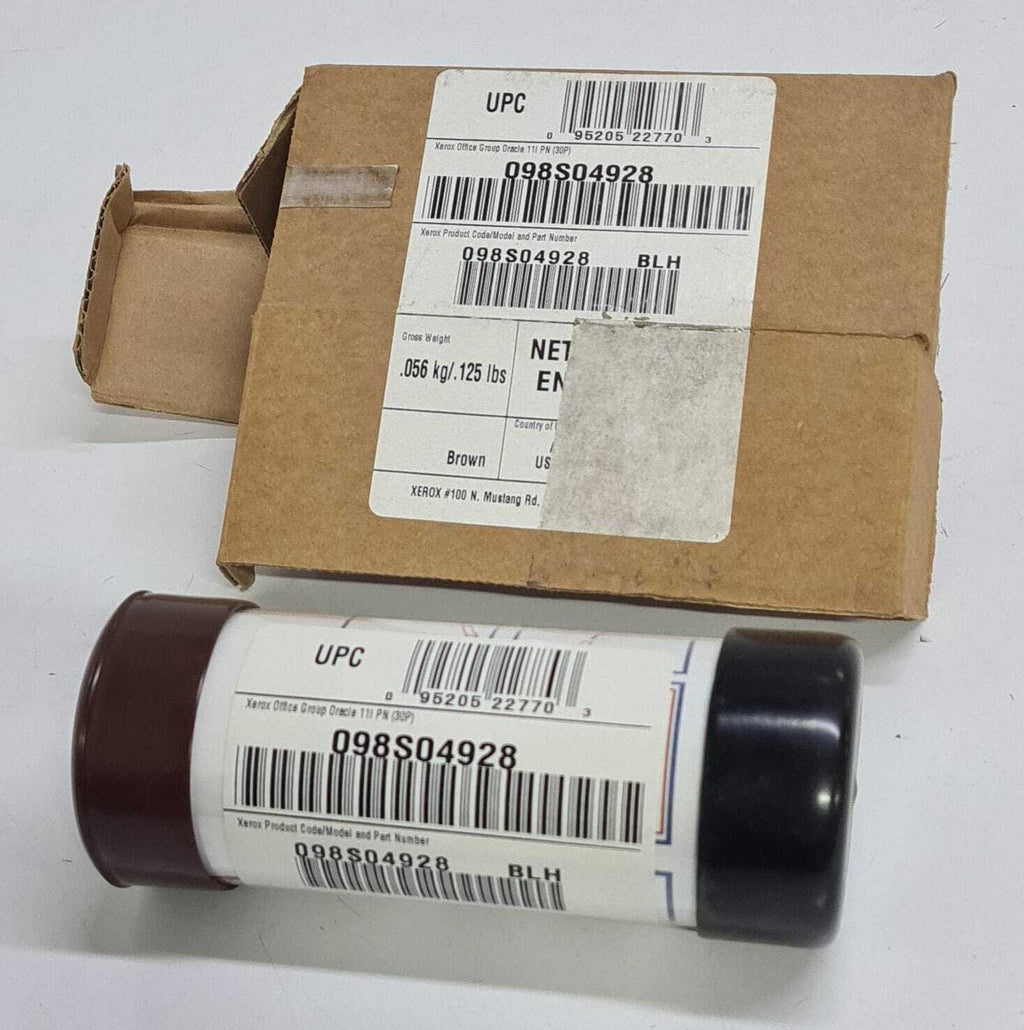 UPC
0 95205 22770 3
Xerox Office Group Oracle 11i PN (30P)
098S04928
Xerox Product Code/Model and Part Number
098S04928 BLH
Gross Weight
.056 kg/.125 lbs
NET
EN
Country of
Brown
US
XEROX #100 N. Mustang Rd,
UPC
0 95205 22770 3
Xerox Office Group Oracle 11i PN (30P)
098S04928
Xerox Product Code/Model and Part Number
098S04928 BLH